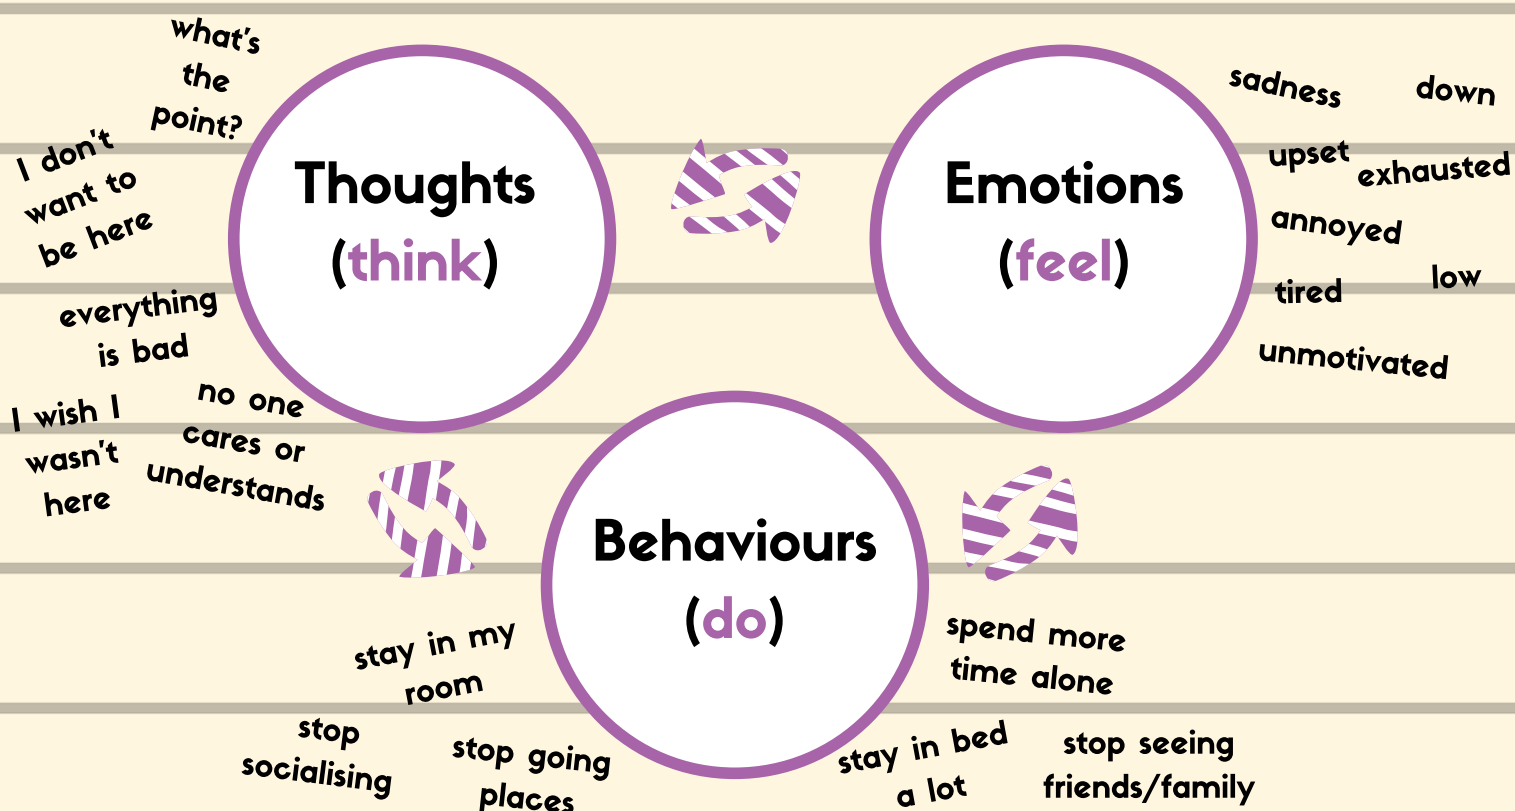 what's
the
point?
I don't
want to
be here
everything
is bad
I wish I
wasn't
here
no one
cares or
understands
Thoughts
(think)
Emotions
(feel)
sadness
down
upset
exhausted
annoyed
tired
low
unmotivated
Behaviours
(do)
stay in my
room
stop
socialising
stop going
places
spend more
time alone
stay in bed
a lot
stop seeing
friends/family